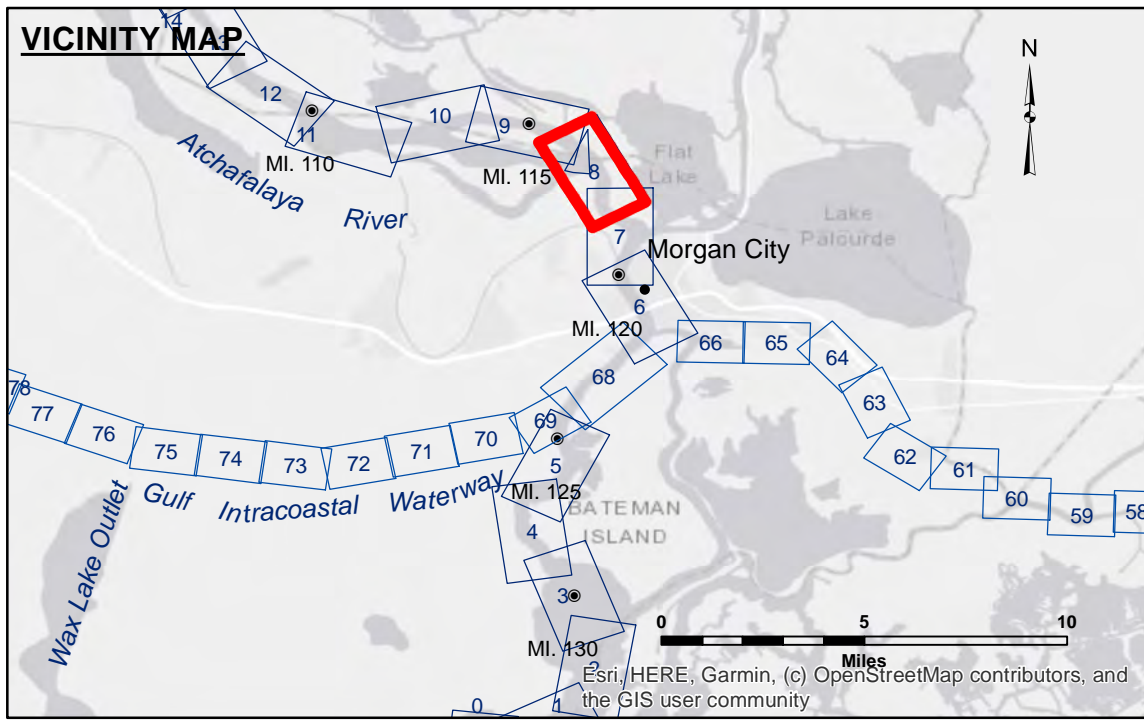 VICINITY MAP
N
14
13
12
11
10
9
8
7
6
MI. 110
MI. 115
MI. 120
Atchafalaya River
Flat
Lake
Lake
Palourde
Morgan City
66
65
64
63
62
61
60
59
58
68
69
70
71
72
73
74
75
76
77
78
5
4
3
2
1
0
MI. 125
MI. 130
Gulf Intracoastal Waterway
Wax Lake Outlet
BATEMAN
ISLAND
0 5 10
Miles
Esri, HERE, Garmin, (c) OpenStreetMap contributors, and
the GIS user community